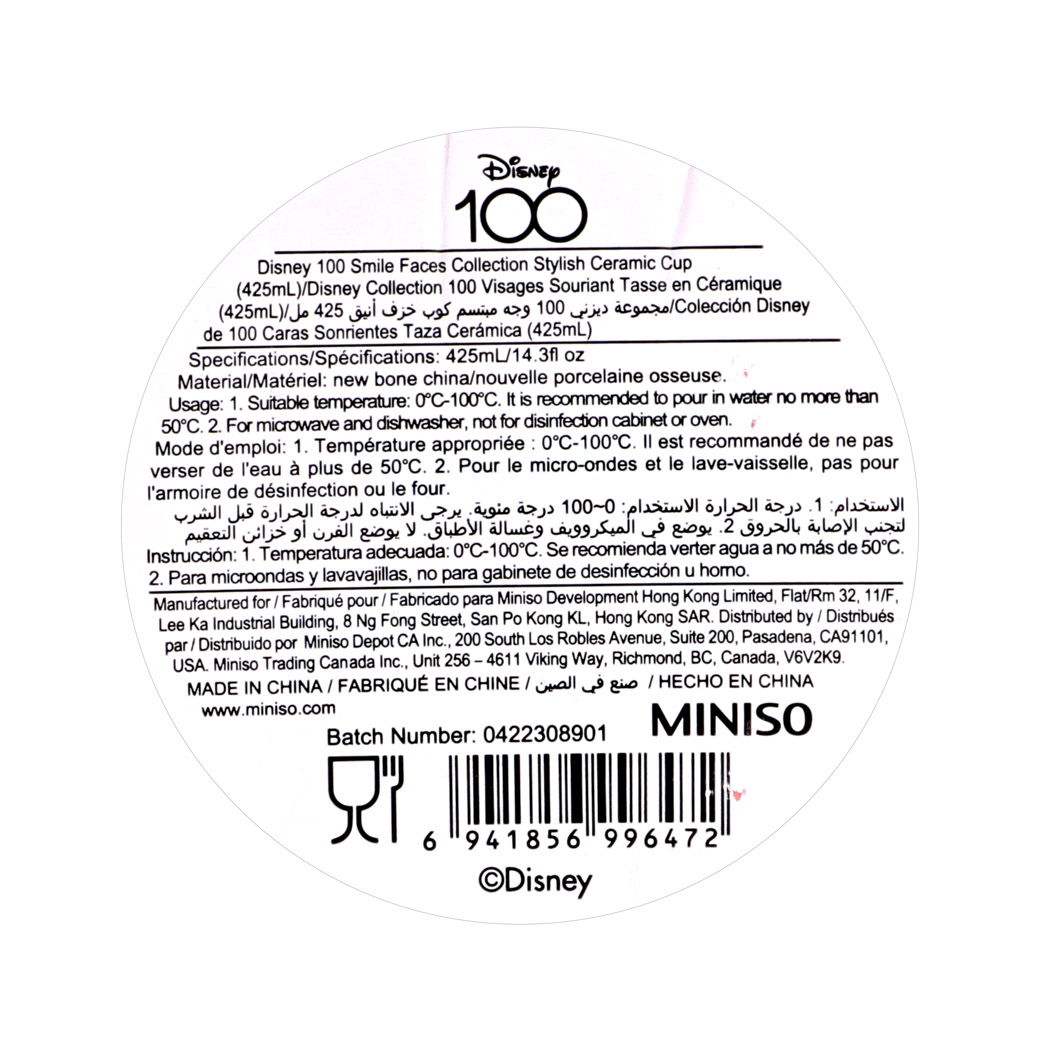 Disney
100
Disney 100 Smile Faces Collection Stylish Ceramic Cup
(425mL)/Disney Collection 100 Visages Souriant Tasse en Céramique
(425mL)/مجموعة ديزني 100 وجه مبتسم كوب خزف أنيق 425 مل/Colección Disney
de 100 Caras Sonrientes Taza Cerámica (425mL)
Specifications/Spécifications: 425mL/14.3fl oz
Material/Matériel: new bone china/nouvelle porcelaine osseuse.
Usage: 1. Suitable temperature: 0°C-100°C. It is recommended to pour in water no more than
50°C. 2. For microwave and dishwasher, not for disinfection cabinet or oven.
Mode d'emploi: 1. Température appropriée : 0°C-100°C. Il est recommandé de ne pas
verser de l'eau à plus de 50°C. 2. Pour le micro-ondes et le lave-vaisselle, pas pour
l'armoire de désinfection ou le four.
الاستخدام: 1. درجة الحرارة الاستخدام: 0~100 درجة مئوية. يرجى الانتباه لدرجة الحرارة قبل الشرب
لتجنب الإصابة بالحروق 2. يوضع في الميكروويف وغسالة الأطباق. لا يوضع الفرن أو خزائن التعقيم
Instrucción: 1. Temperatura adecuada: 0°C-100°C. Se recomienda verter agua a no más de 50°C.
2. Para microondas y lavavajillas, no para gabinete de desinfección u horno.
Manufactured for / Fabriqué pour / Fabricado para Miniso Development Hong Kong Limited, Flat/Rm 32, 11/F,
Lee Ka Industrial Building, 8 Ng Fong Street, San Po Kong KL, Hong Kong SAR. Distributed by / Distribués
par / Distribuido por Miniso Depot CA Inc., 200 South Los Robles Avenue, Suite 200, Pasadena, CA91101,
USA. Miniso Trading Canada Inc., Unit 256 – 4611 Viking Way, Richmond, BC, Canada, V6V2K9.
MADE IN CHINA / FABRIQUÉ EN CHINE / صنع في الصين / HECHO EN CHINA
www.miniso.com
MINISO
Batch Number: 0422308901
6 941856 996472
©Disney